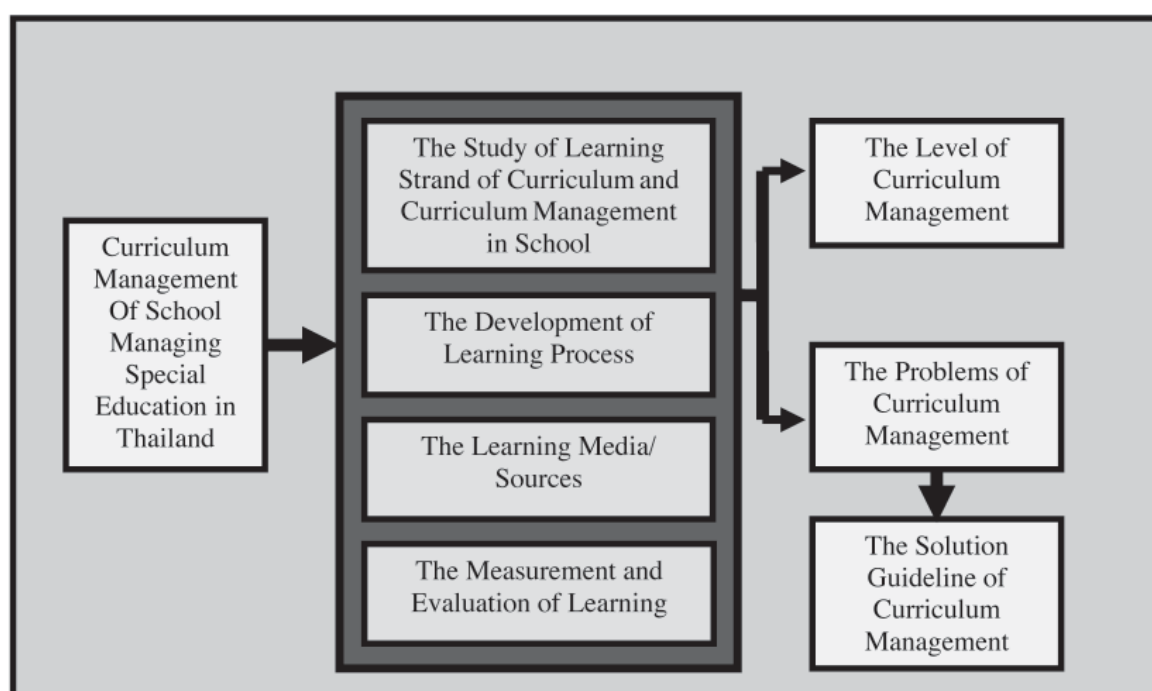 Curriculum
Management
Of School
Managing
Special
Education in
Thailand
The Study of Learning
Strand of Curriculum and
Curriculum Management
in School
The Development of
Learning Process
The Learning Media/
Sources
The Measurement and
Evaluation of Learning
The Level of
Curriculum
Management
The Problems of
Curriculum
Management
The Solution
Guideline of
Curriculum
Management